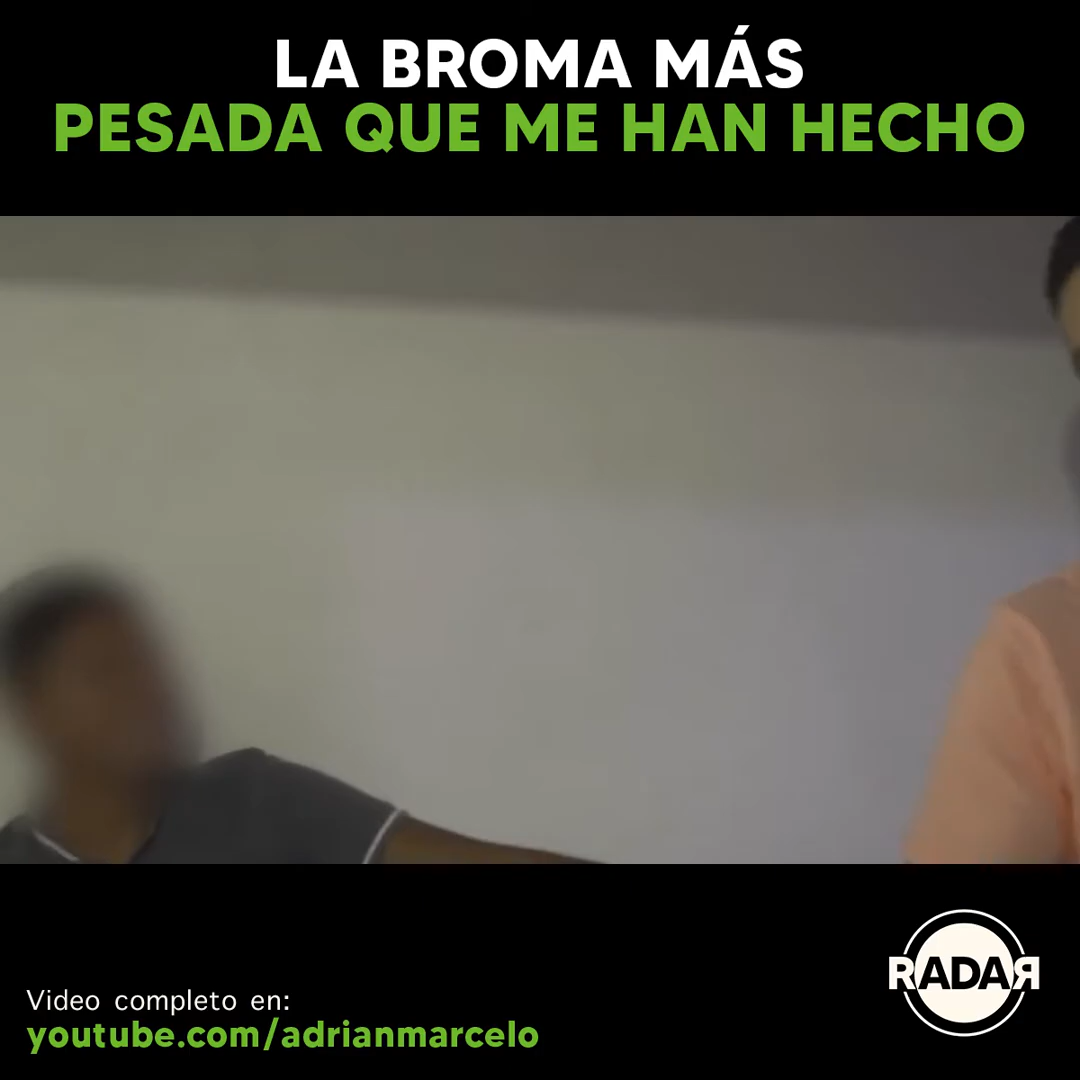 LA BROMA MÁS
PESADA QUE ME HAN HECHO
RADAR
Video completo en:
youtube.com/adrianmarcelo